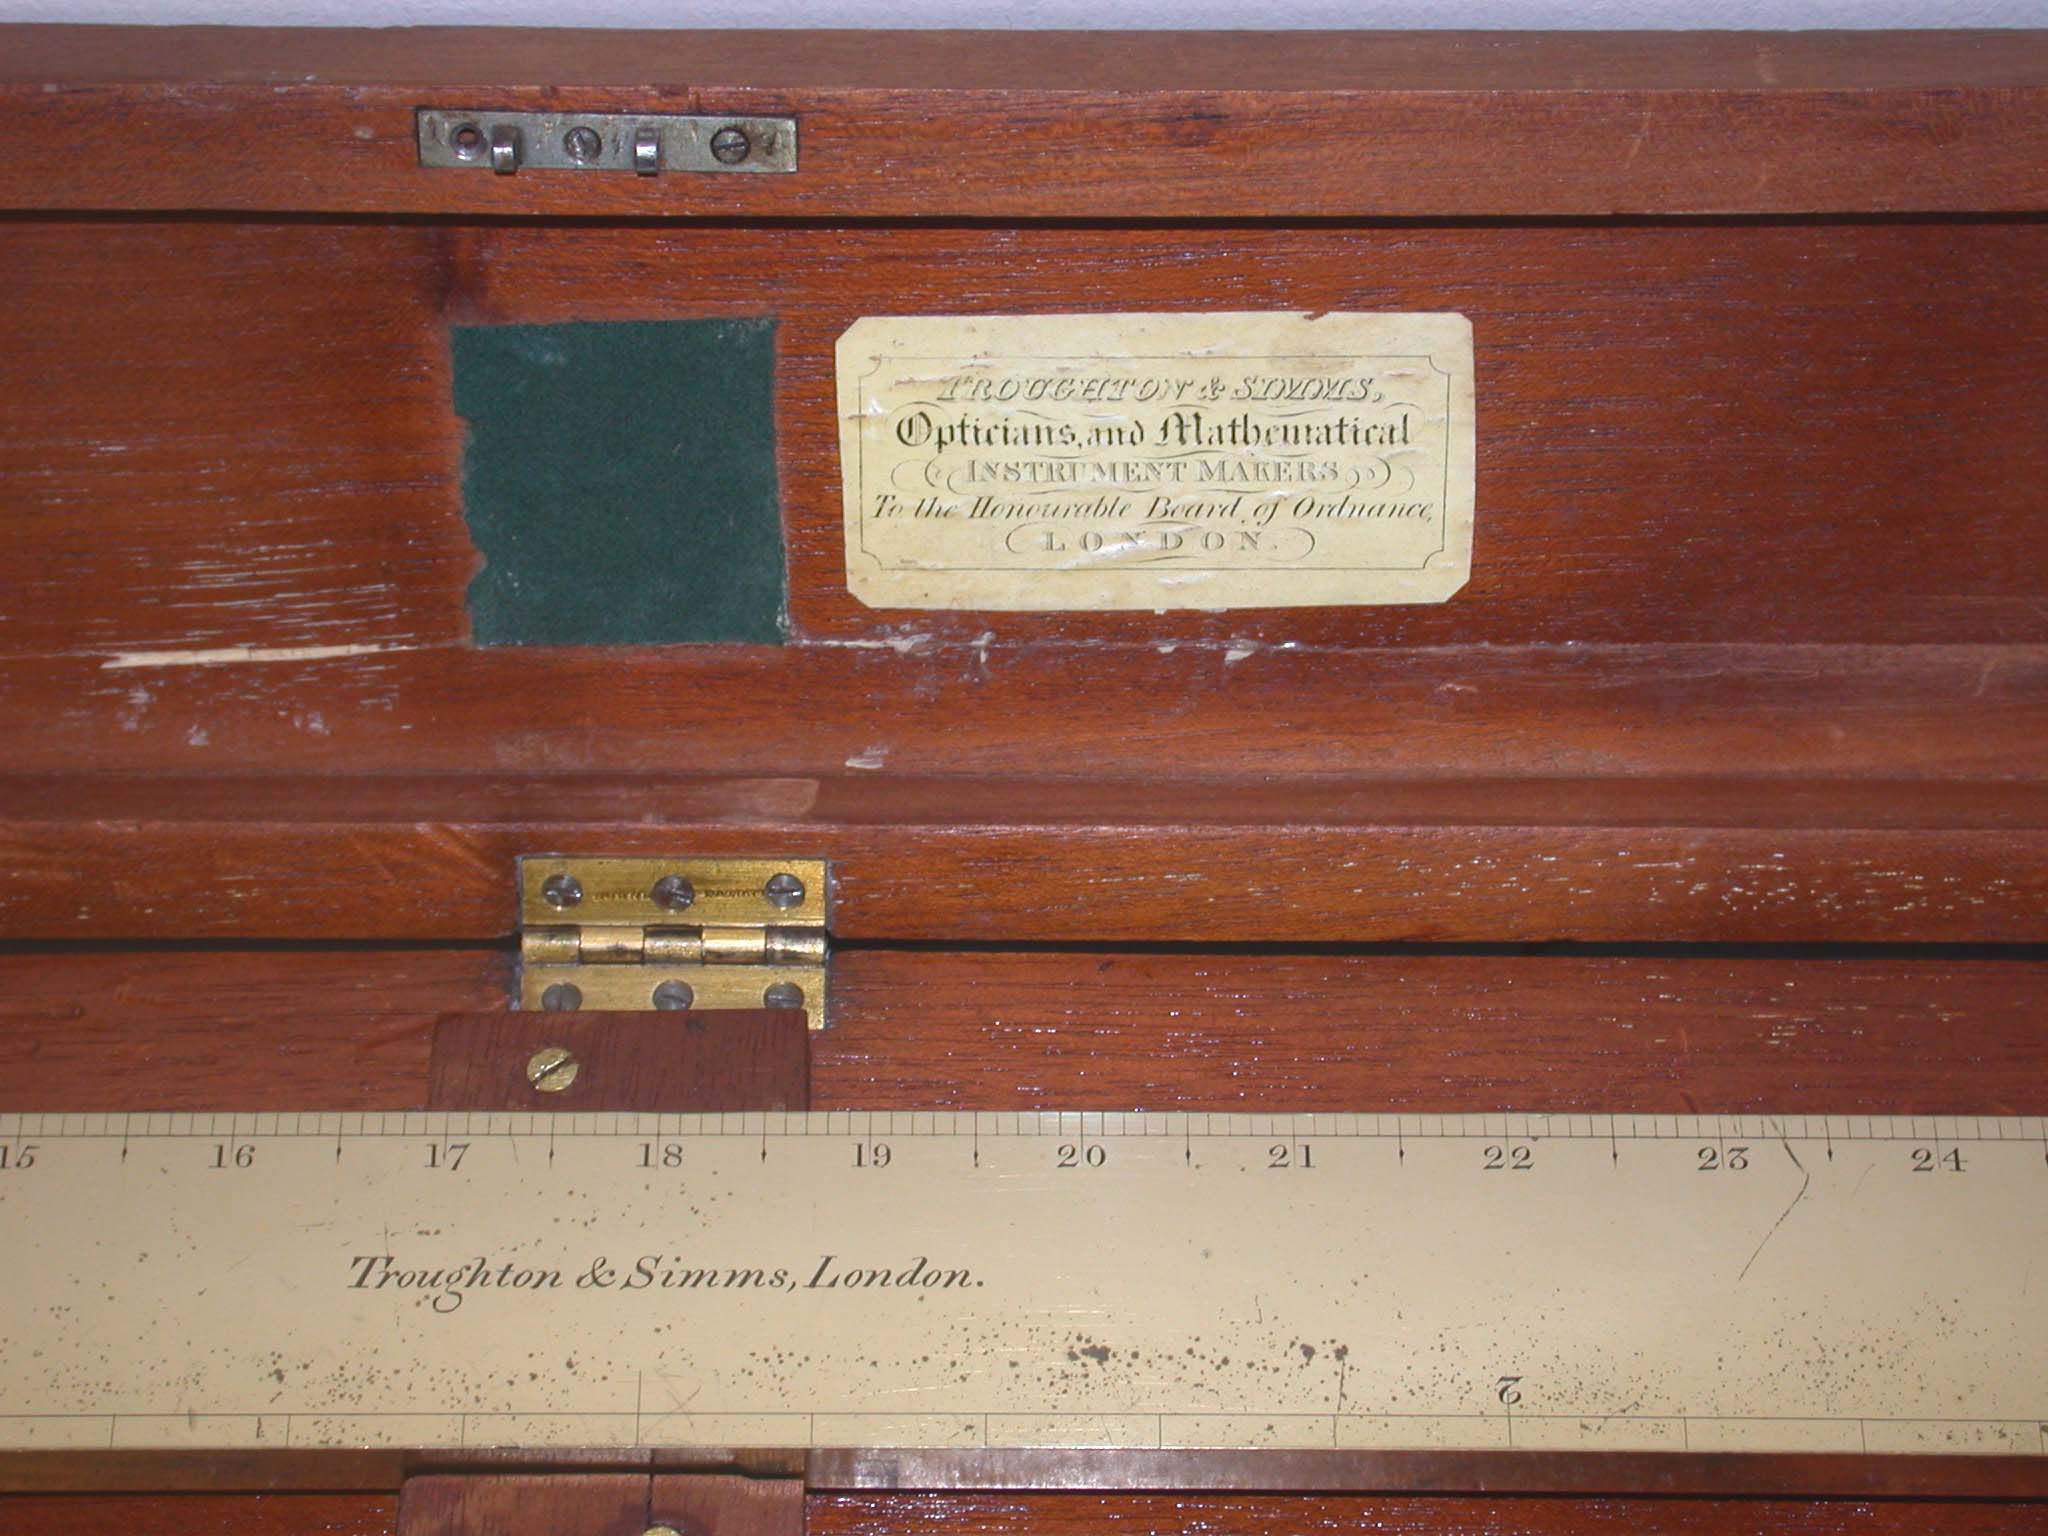 TROUGHTON & SIMMS,
Opticians, and Mathematical
INSTRUMENT MAKERS
To the Honourable Board of Ordnance,
LONDON.
15 16 17 18 19 20 21 22 23 24
Troughton & Simms, London.
2